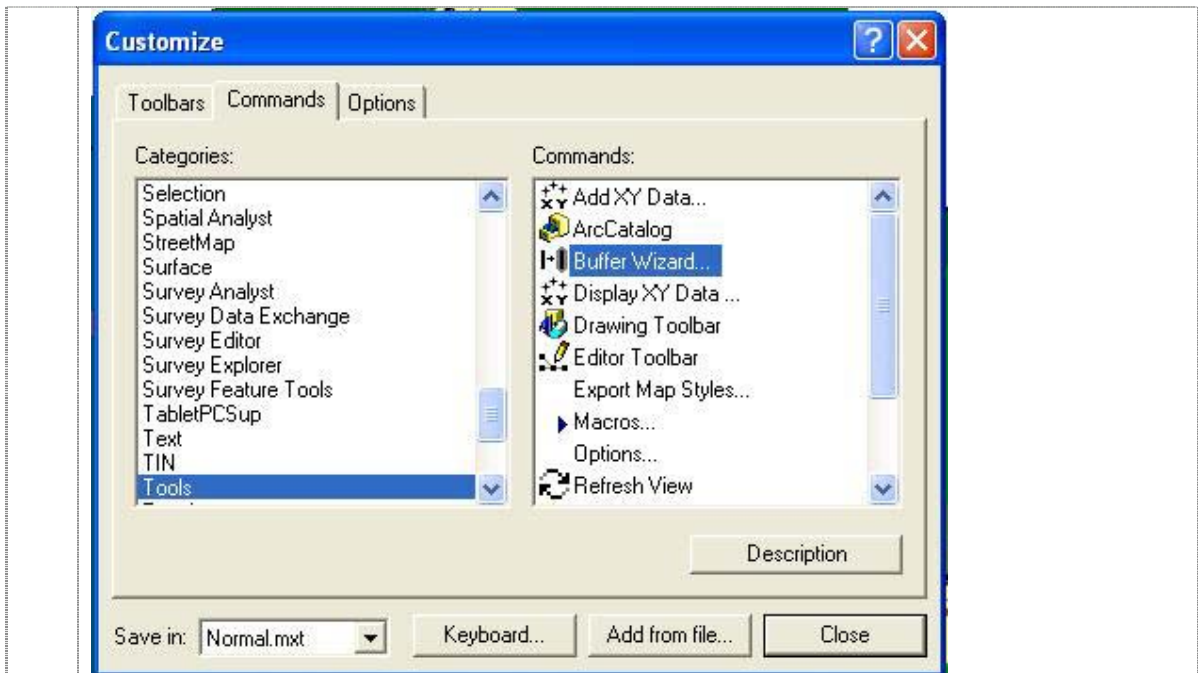 Customize
Toolbars Commands Options
Categories:
Selection
Spatial Analyst
StreetMap
Surface
Survey Analyst
Survey Data Exchange
Survey Editor
Survey Explorer
Survey Feature Tools
TabletPCSup
Text
TIN
Tools
Commands:
Add XY Data...
ArcCatalog
Buffer Wizard...
Display XY Data ...
Drawing Toolbar
Editor Toolbar
Export Map Styles...
Macros...
Options...
Refresh View
Description
Save in: Normal.mxt Keyboard... Add from file... Close